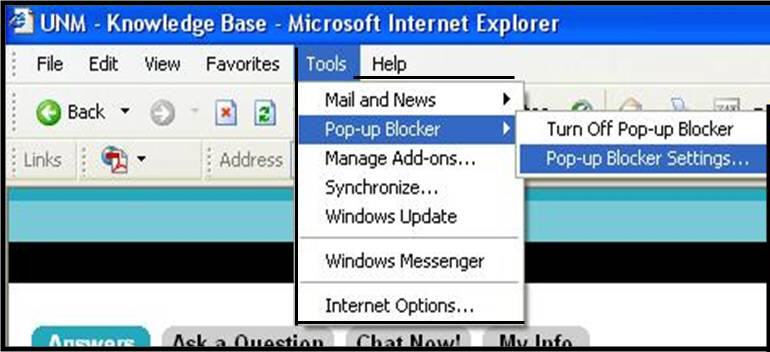 UNM - Knowledge Base - Microsoft Internet Explorer
File Edit View Favorites Tools Help
Mail and News
Back
Pop-up Blocker
Turn Off Pop-up Blocker
Links Address
Manage Add-ons...
Pop-up Blocker Settings...
Synchronize...
Windows Update
Windows Messenger
Internet Options...
Answers Ask a Question Chat Now! My Info